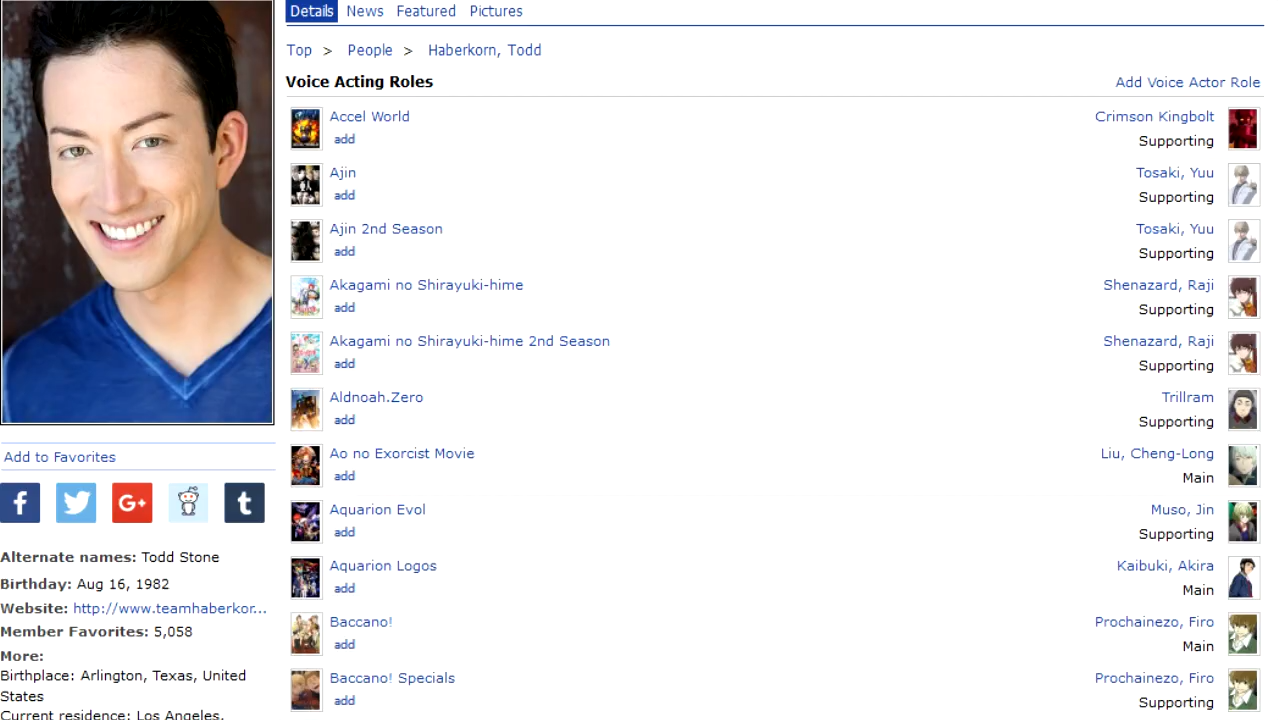 Details News Featured Pictures
Top > People > Haberkorn, Todd
Voice Acting Roles Add Voice Actor Role
Accel World Crimson Kingbolt
add Supporting
Ajin Tosaki, Yuu
add Supporting
Ajin 2nd Season Tosaki, Yuu
add Supporting
Akagami no Shirayuki-hime Shenazard, Raji
add Supporting
Akagami no Shirayuki-hime 2nd Season Shenazard, Raji
add Supporting
Aldnoah.Zero Trillram
add Supporting
Ao no Exorcist Movie Liu, Cheng-Long
add Main
Aquarion Evol Muso, Jin
add Supporting
Aquarion Logos Kaibuki, Akira
add Main
Baccano! Prochainezo, Firo
add Main
Baccano! Specials Prochainezo, Firo
add Supporting
Add to Favorites
f G+ t
Alternate names: Todd Stone
Birthday: Aug 16, 1982
Website: http://www.teamhaberkor...
Member Favorites: 5,058
More:
Birthplace: Arlington, Texas, United
States
Current residence: Los Angeles,